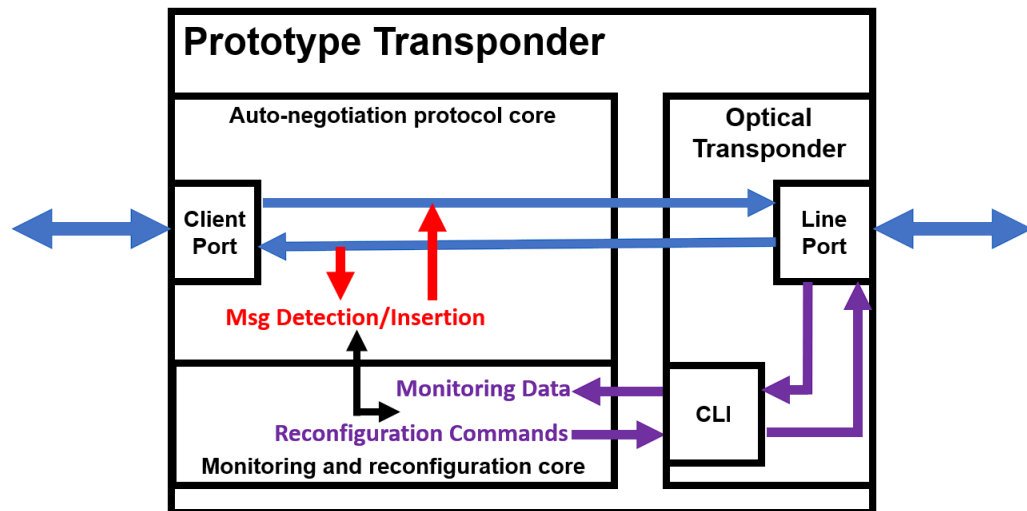 Prototype Transponder
Auto-negotiation protocol core
Optical
Transponder
Client
Port
Line
Port
Msg Detection/Insertion
Monitoring Data
CLI
Reconfiguration Commands
Monitoring and reconfiguration core